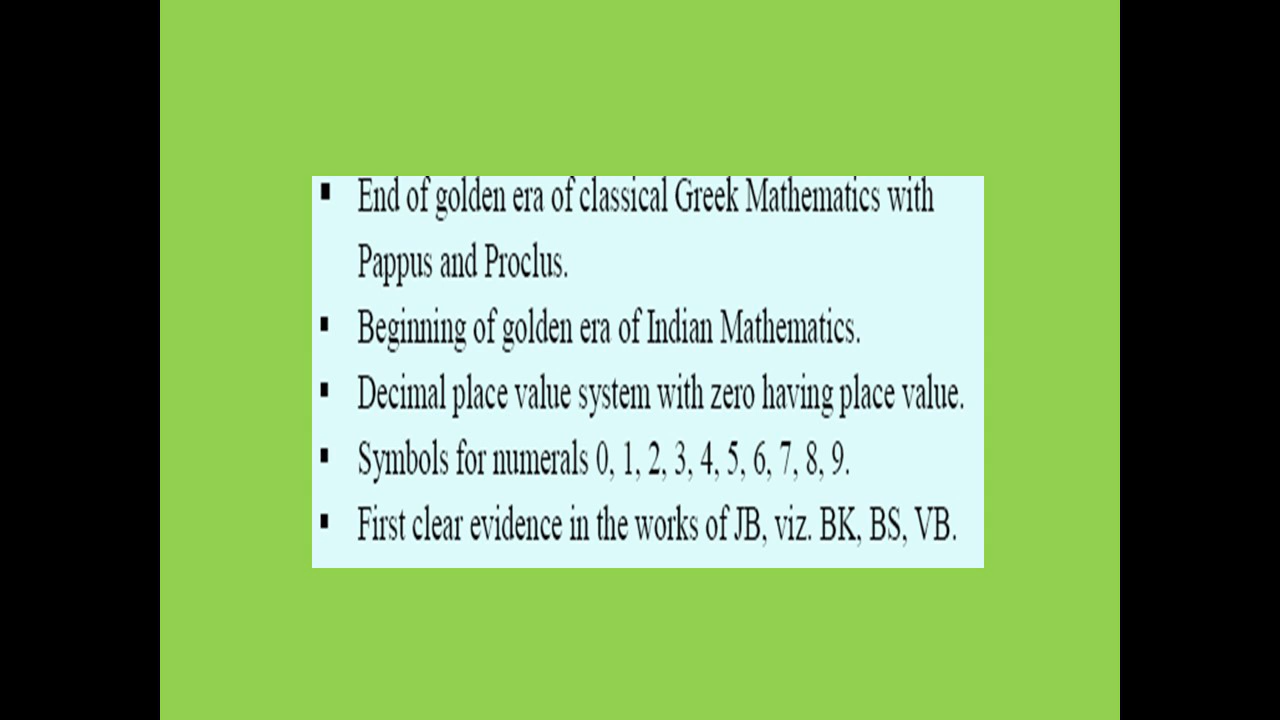 ▪ End of golden era of classical Greek Mathematics with
Pappus and Proclus.
▪ Beginning of golden era of Indian Mathematics.
▪ Decimal place value system with zero having place value.
▪ Symbols for numerals 0, 1, 2, 3, 4, 5, 6, 7, 8, 9.
▪ First clear evidence in the works of JB, viz. BK, BS, VB.